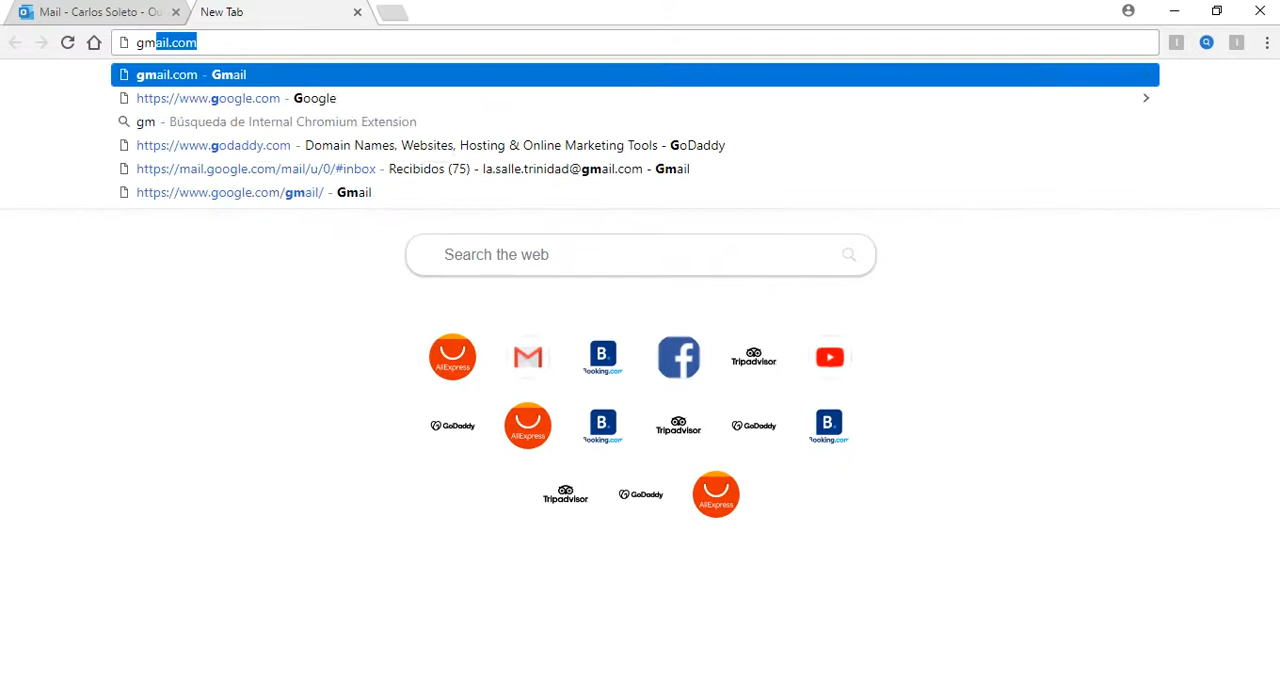 Mail - Carlos Soleto - Ou
New Tab
gmail.com
gmail.com - Gmail
https://www.google.com - Google
gm - Búsqueda de Internal Chromium Extension
https://www.godaddy.com - Domain Names, Websites, Hosting & Online Marketing Tools - GoDaddy
https://mail.google.com/mail/u/0/#inbox - Recibidos (75) - la.salle.trinidad@gmail.com - Gmail
https://www.google.com/gmail/ - Gmail
Search the web
AliExpress B. Booking.com f Tripadvisor
GoDaddy AliExpress B. Booking.com Tripadvisor GoDaddy B. Booking.com
Tripadvisor GoDaddy AliExpress